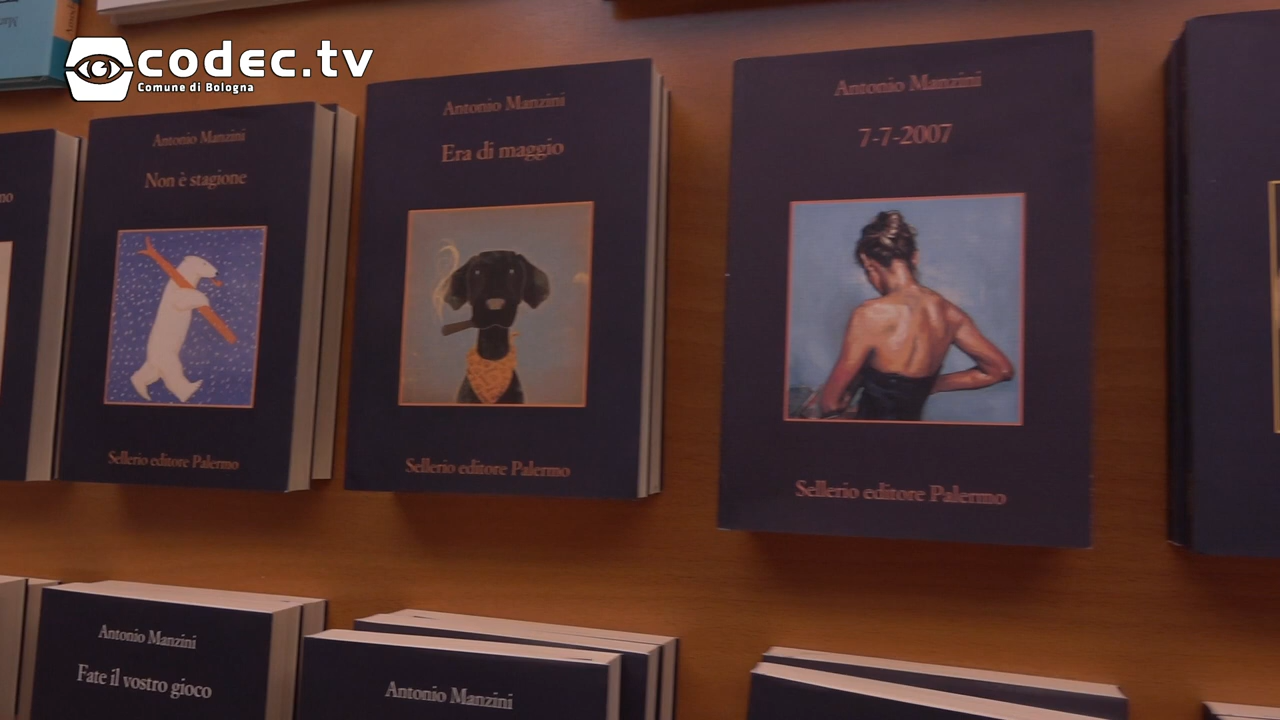 codec.tv
Comune di Bologna
Antonio Manzini
Non è stagione
Sellerio editore Palermo
Antonio Manzini
Era di maggio
Sellerio editore Palermo
Antonio Manzini
7-7-2007
Sellerio editore Palermo
Antonio Manzini
Fate il vostro gioco
Antonio Manzini